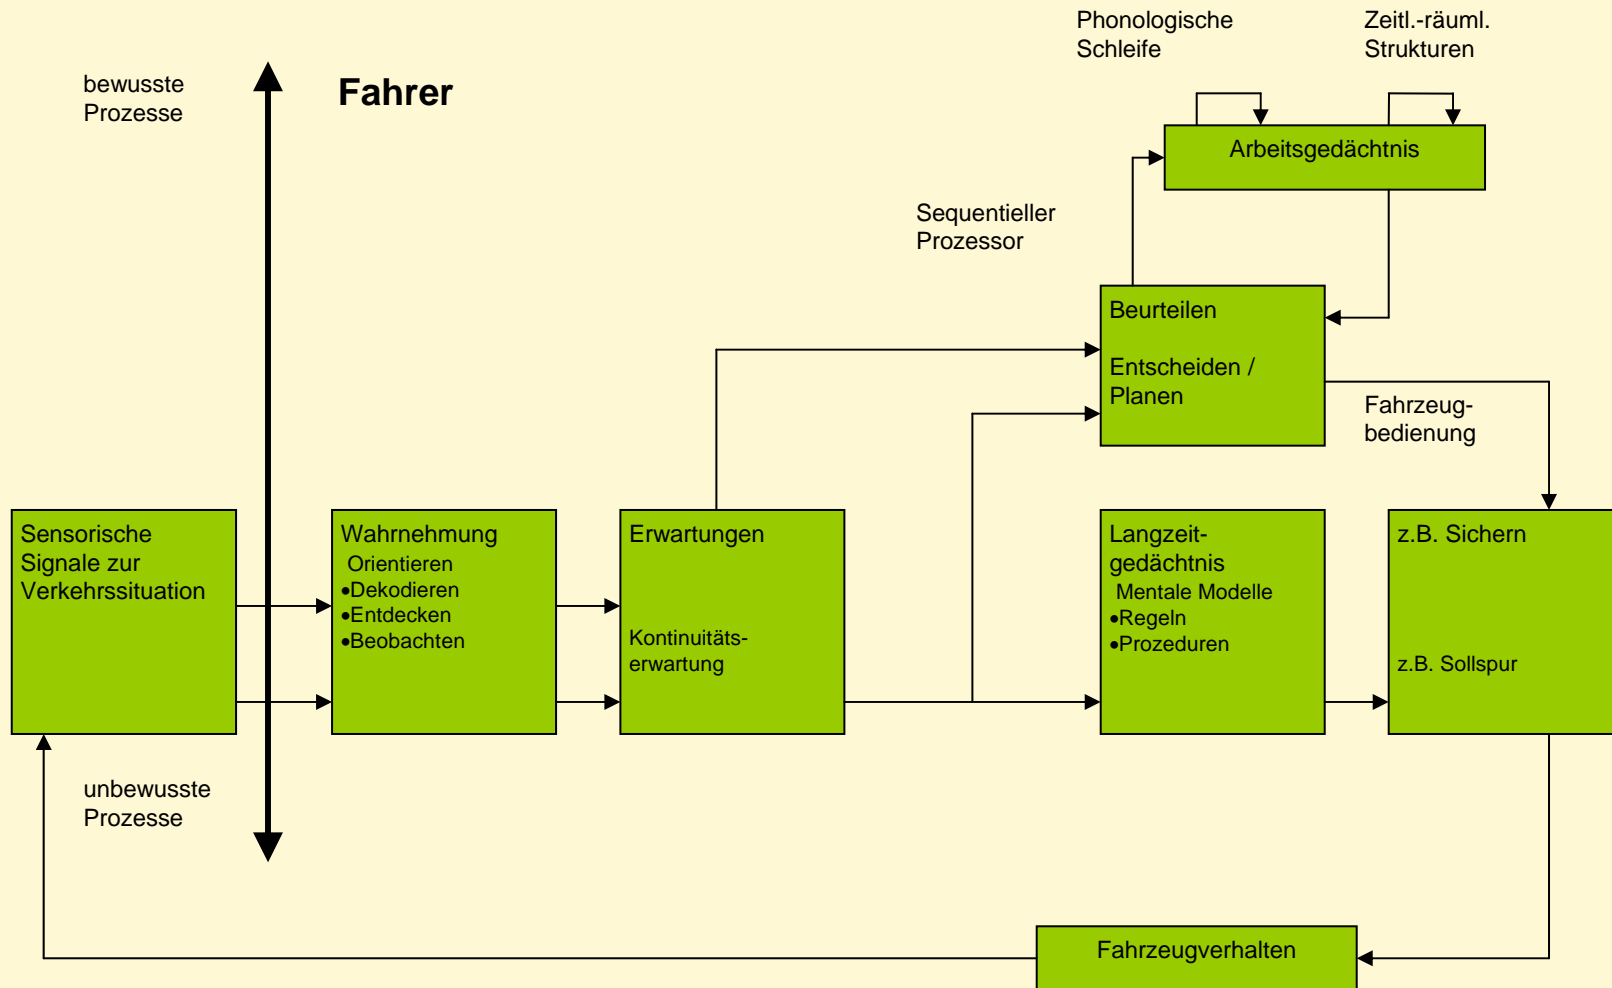 Phonologische
Schleife
Zeitl.-räuml.
Strukturen
bewusste
Prozesse
Fahrer
Arbeitsgedächtnis
Sequentieller
Prozessor
Beurteilen
Entscheiden /
Planen
Fahrzeug-
bedienung
Sensorische
Signale zur
Verkehrssituation
Wahrnehmung
Orientieren
•Dekodieren
•Entdecken
•Beobachten
Erwartungen
Kontinuitäts-
erwartung
Langzeit-
gedächtnis
Mentale Modelle
•Regeln
•Prozeduren
z.B. Sichern
z.B. Sollspur
unbewusste
Prozesse
Fahrzeugverhalten